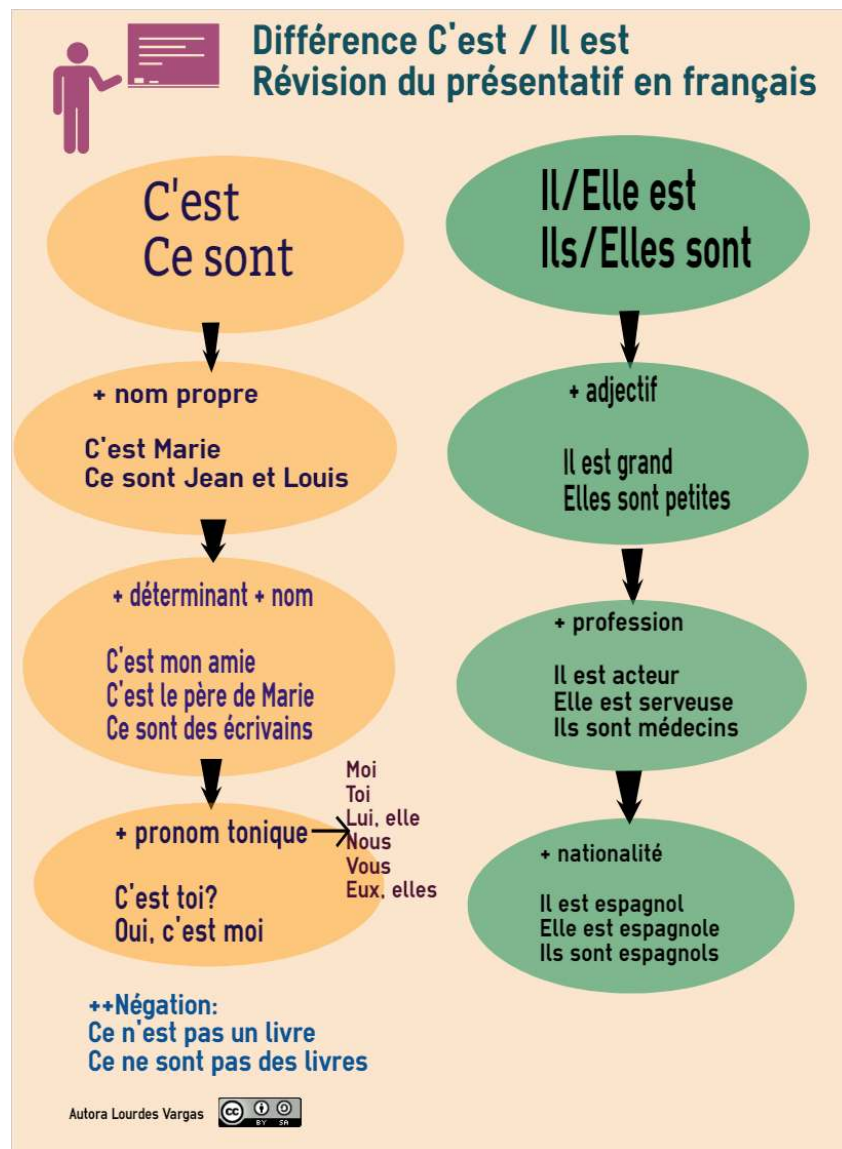 Différence C'est / Il est
Révision du présentatif en français
C'est
Ce sont
+ nom propre
C'est Marie
Ce sont Jean et Louis
+ déterminant + nom
C'est mon amie
C'est le père de Marie
Ce sont des écrivains
+ pronom tonique
Moi
Toi
Lui, elle
Nous
Vous
Eux, elles
C'est toi?
Oui, c'est moi
++Négation:
Ce n'est pas un livre
Ce ne sont pas des livres
Il/Elle est
Ils/Elles sont
+ adjectif
Il est grand
Elles sont petites
+ profession
Il est acteur
Elle est serveuse
Ils sont médecins
+ nationalité
Il est espagnol
Elle est espagnole
Ils sont espagnols
Autora Lourdes Vargas
cc
BY SA